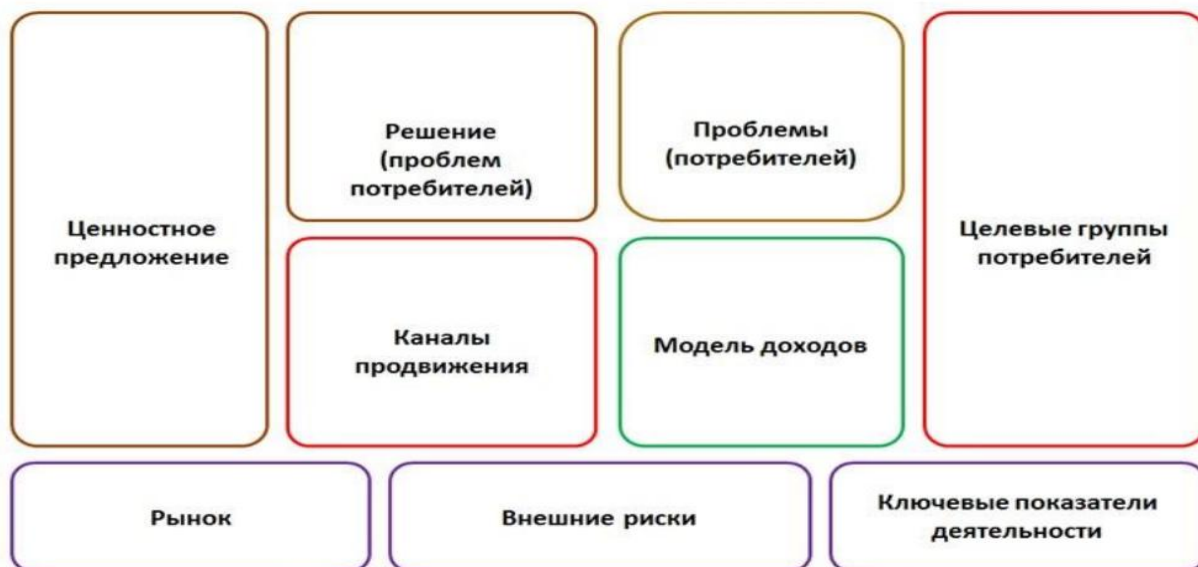 Ценностное
предложение
Решение
(проблем
потребителей)
Проблемы
(потребителей)
Каналы
продвижения
Модель доходов
Целевые группы
потребителей
Рынок
Внешние риски
Ключевые показатели
деятельности